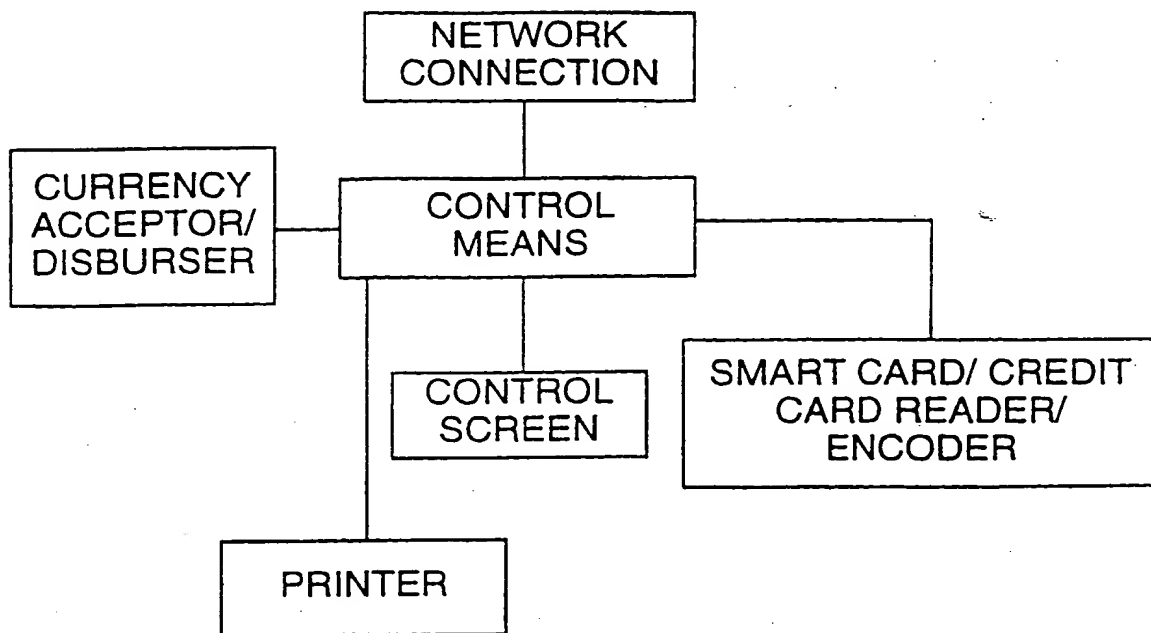 NETWORK
CONNECTION
CURRENCY
ACCEPTOR/
DISBURSER
CONTROL
MEANS
CONTROL
SCREEN
SMART CARD/ CREDIT
CARD READER/
ENCODER
PRINTER